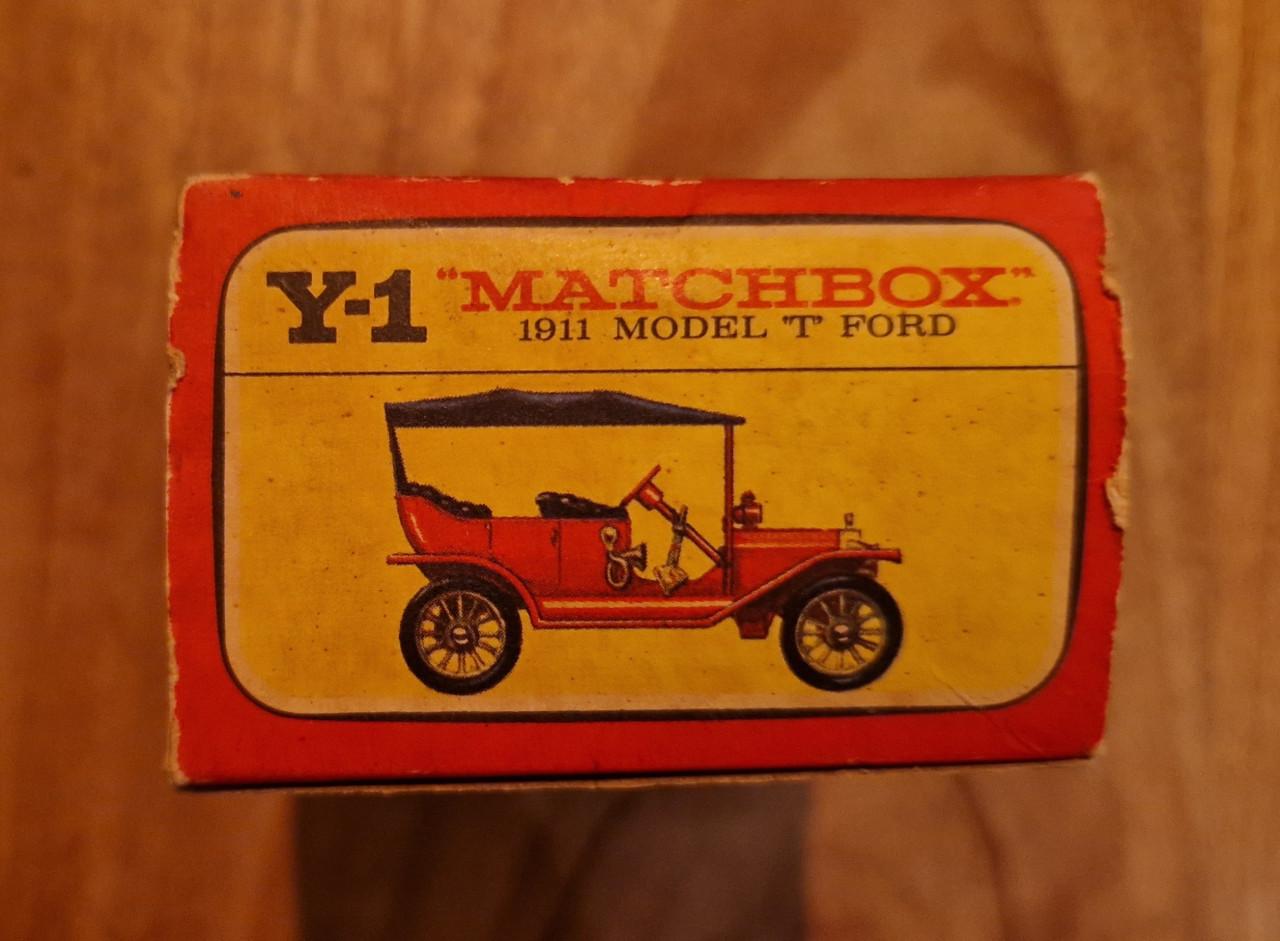 Y-1 "MATCHBOX"
1911 MODEL 'T' FORD